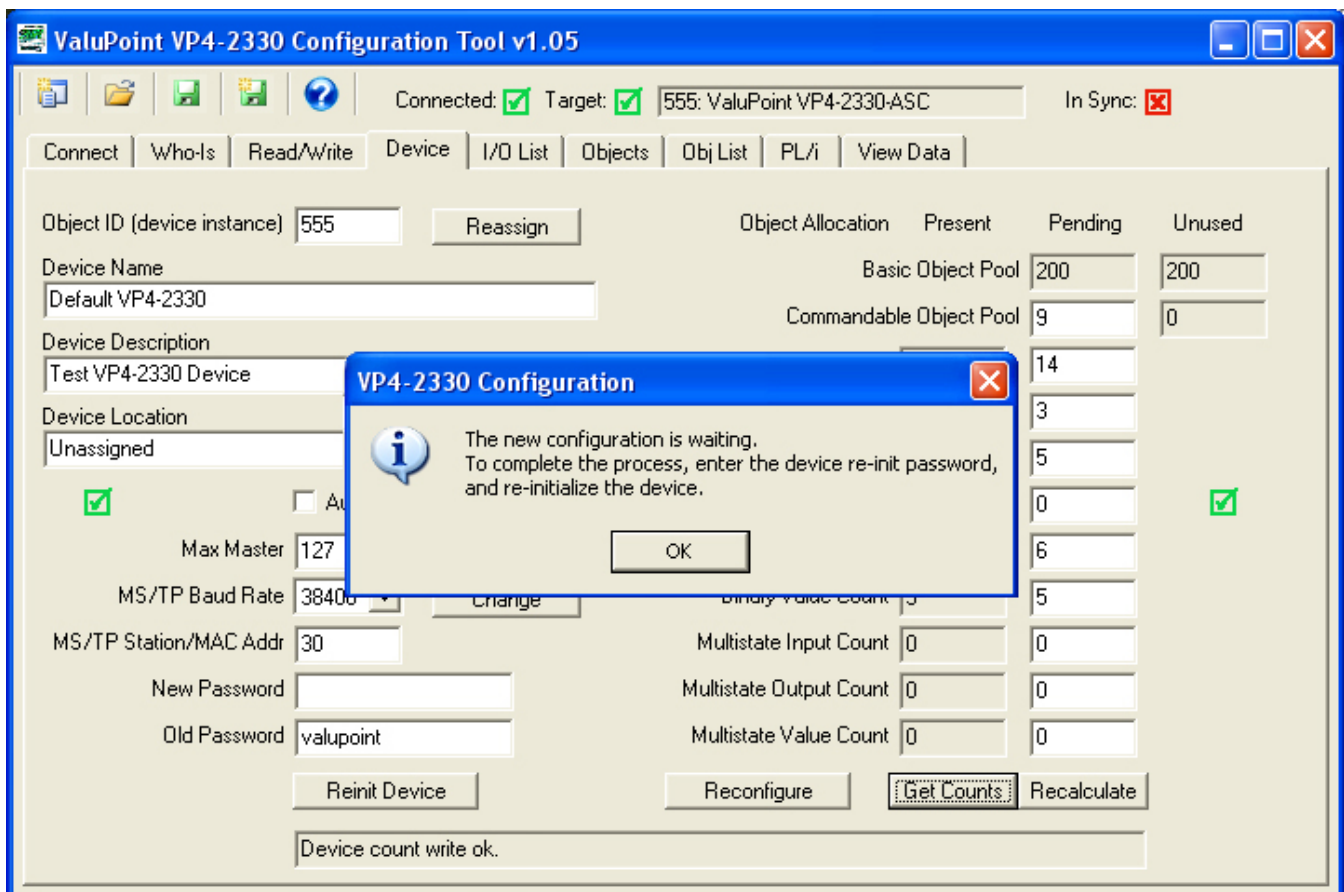 ValuPoint VP4-2330 Configuration Tool v1.05
Connected: Target: 555: ValuPoint VP4-2330-ASC In Sync:
Connect Who-Is Read/Write Device I/O List Objects Obj List PL/i View Data
Object ID (device instance) 555 Reassign
Object Allocation Present Pending Unused
Device Name
Basic Object Pool 200 200
Default VP4-2330
Commandable Object Pool 9 0
Device Description
Test VP4-2330 Device
14
Device Location
3
Unassigned
5
0
6
VP4-2330 Configuration
The new configuration is waiting.
To complete the process, enter the device re-init password,
and re-initialize the device.
OK
Max Master 127
MS/TP Baud Rate 38400 Change
Binary Value Count 5 5
MS/TP Station/MAC Addr 30
Multistate Input Count 0 0
New Password
Multistate Output Count 0 0
Old Password valupoint
Multistate Value Count 0 0
Reinit Device Reconfigure Get Counts Recalculate
Device count write ok.